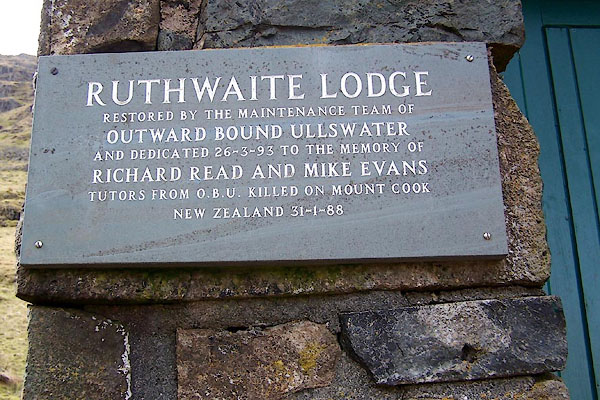 RUTHWAITE LODGE
RESTORED BY THE MAINTENANCE TEAM OF
OUTWARD BOUND ULLSWATER
AND DEDICATED 26-3-93 TO THE MEMORY OF
RICHARD READ AND MIKE EVANS
TUTORS FROM O.B.U. KILLED ON MOUNT COOK
NEW ZEALAND 31-1-88